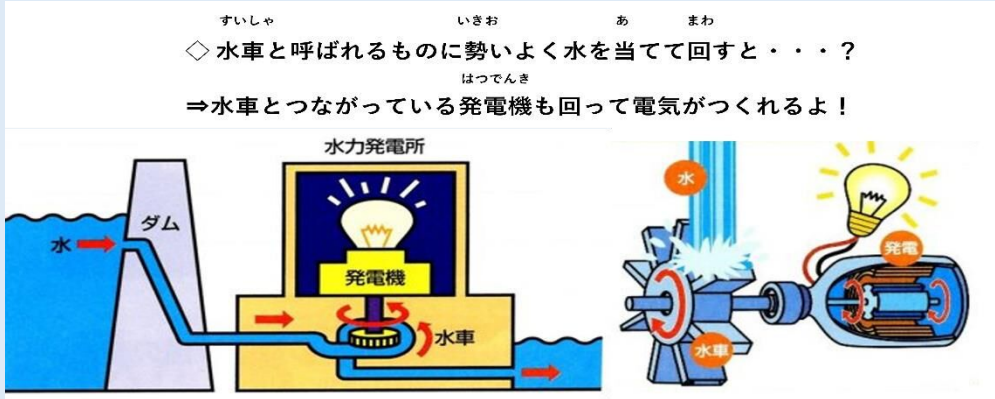 すいしゃ いきお あ まわ
◇水車と呼ばれるものに勢いよく水を当てて回すと・・・？
はつでんき
⇒水車とつながっている発電機も回って電気がつくれるよ！
水力発電所
ダム
水
発電機
水車
水
発電
水車